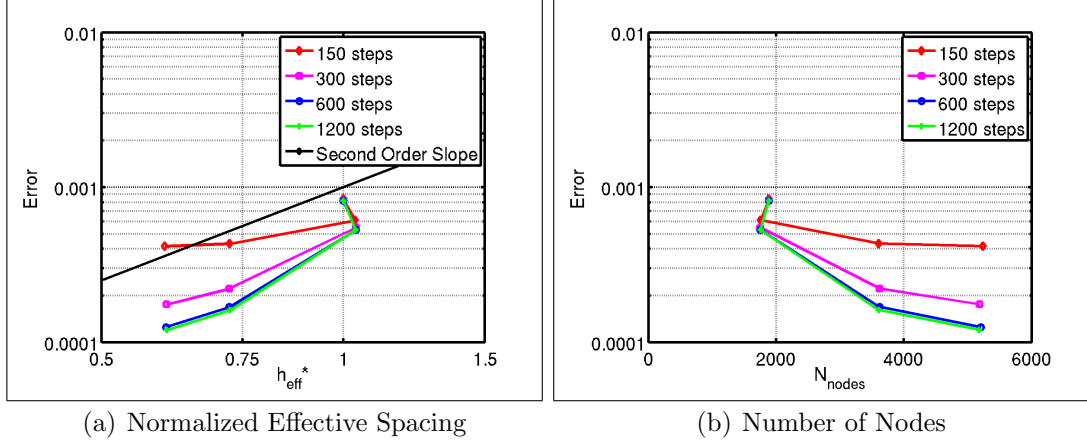 0.01
0.001
0.0001
Error
0.5
0.75
1
1.5
h_eff*
150 steps
300 steps
600 steps
1200 steps
Second Order Slope
(a) Normalized Effective Spacing
0.01
0.001
0.0001
Error
0
2000
4000
6000
N_nodes
150 steps
300 steps
600 steps
1200 steps
(b) Number of Nodes